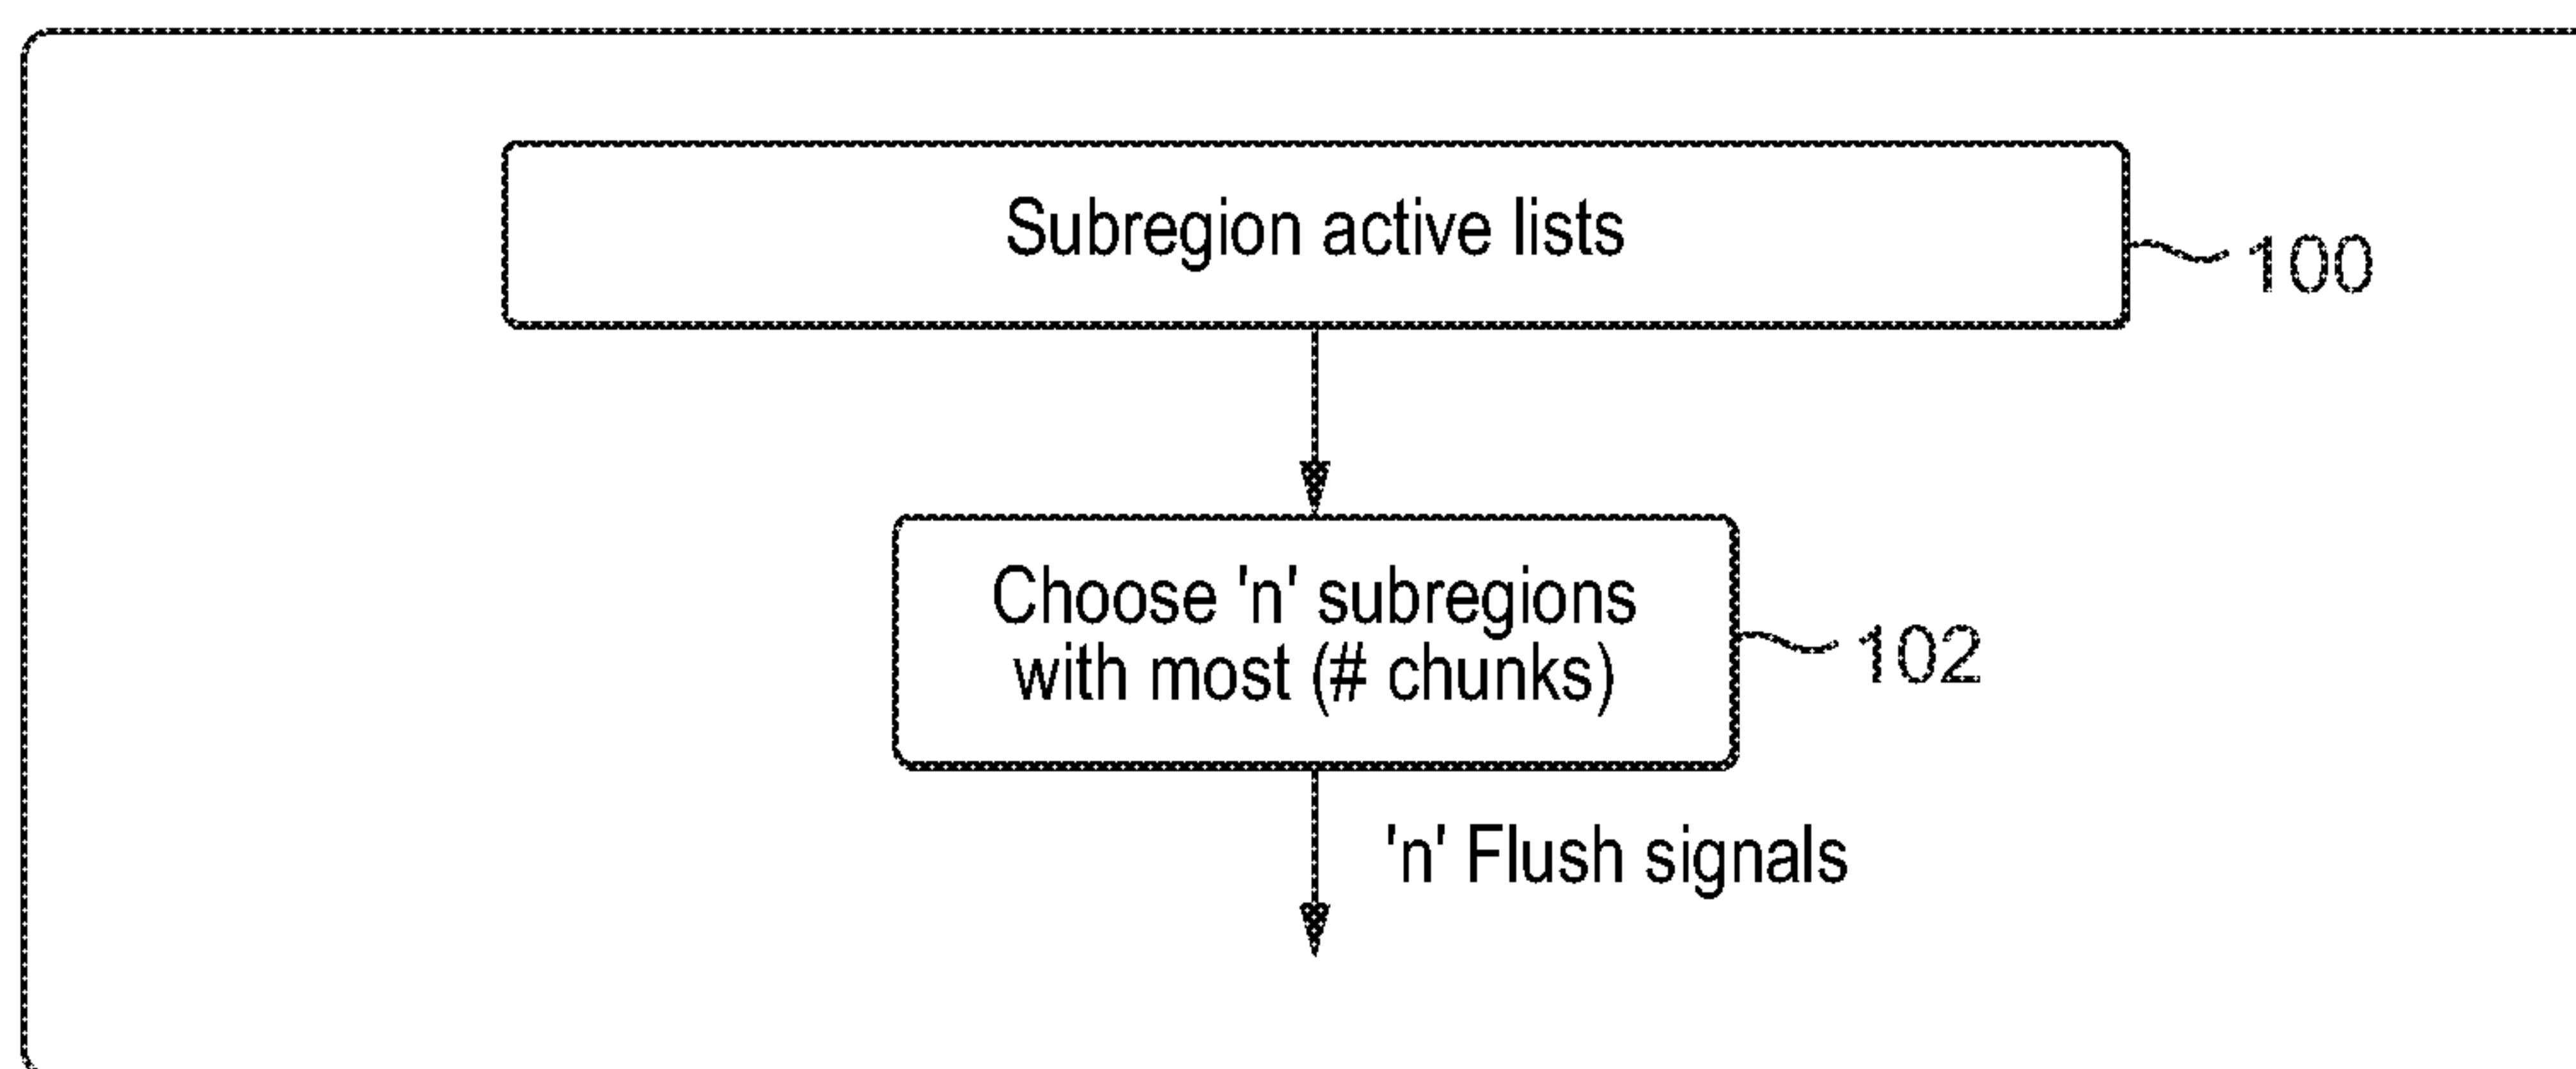 Subregion active lists
100
Choose 'n' subregions
with most (# chunks)
102
'n' Flush signals